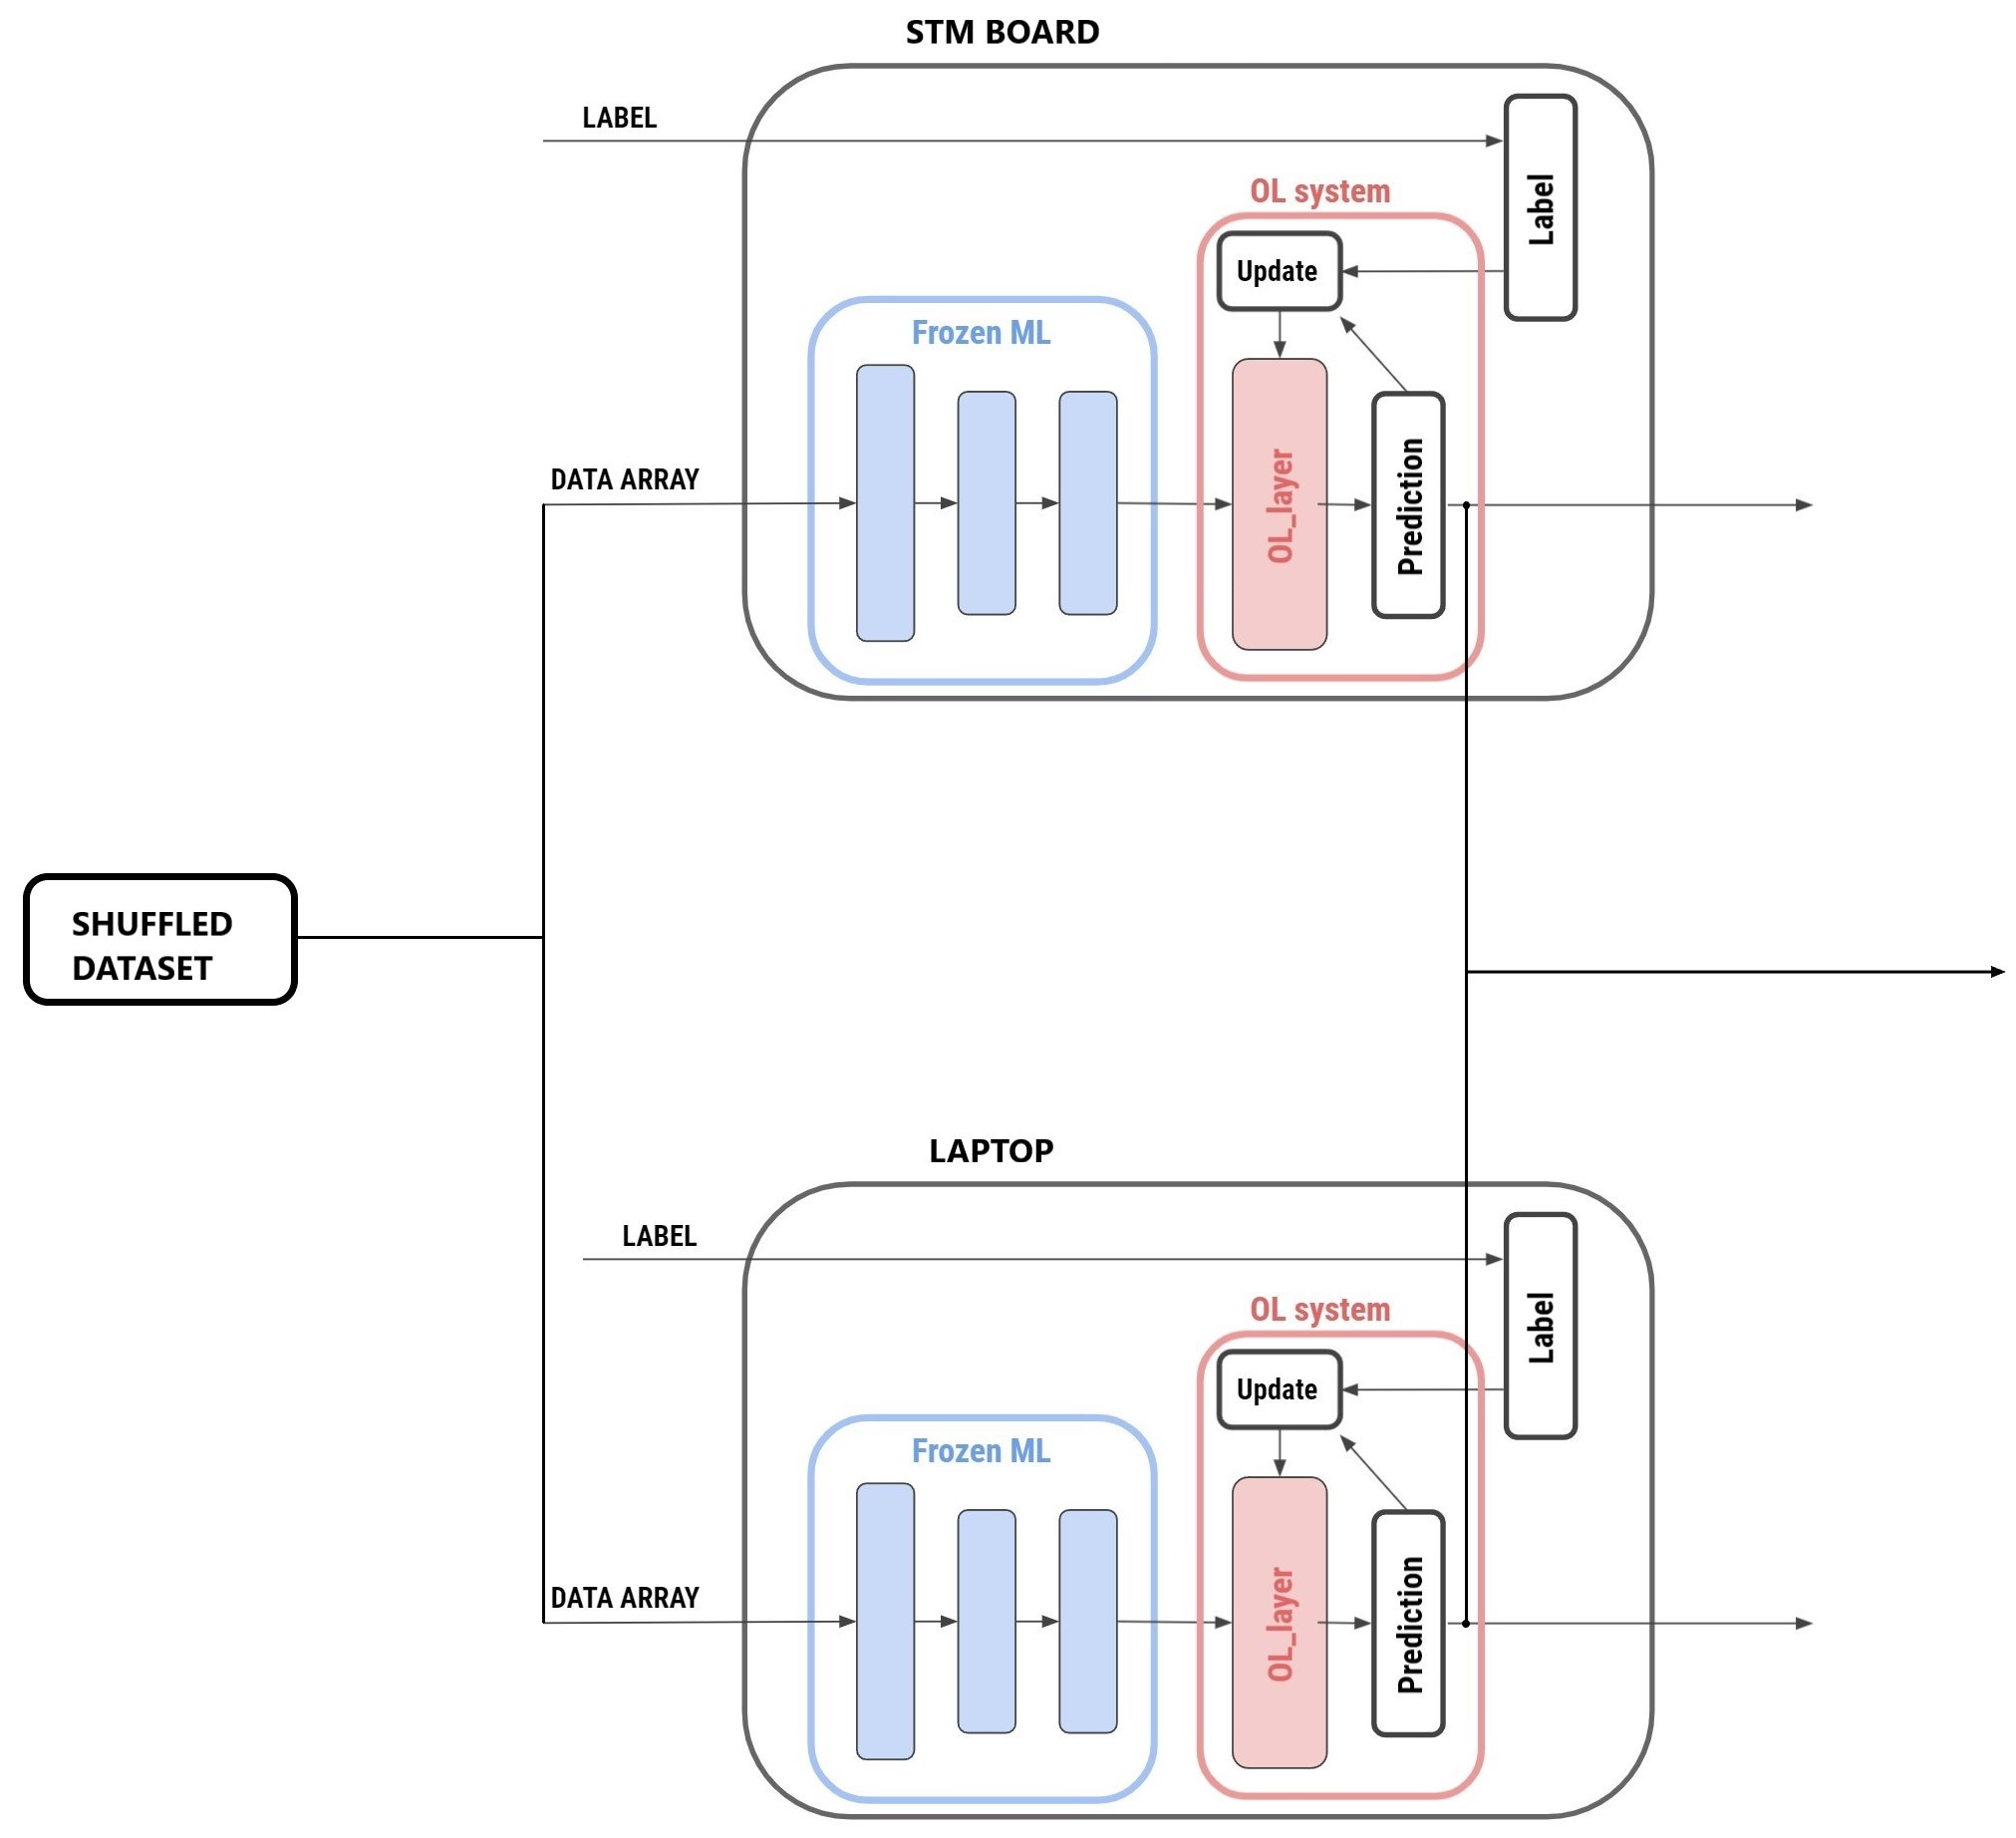 STM BOARD
LABEL
Label
OL system
Update
Frozen ML
DATA ARRAY
OL_layer
Prediction
SHUFFLED
DATASET
LAPTOP
LABEL
Label
OL system
Update
Frozen ML
DATA ARRAY
OL_layer
Prediction